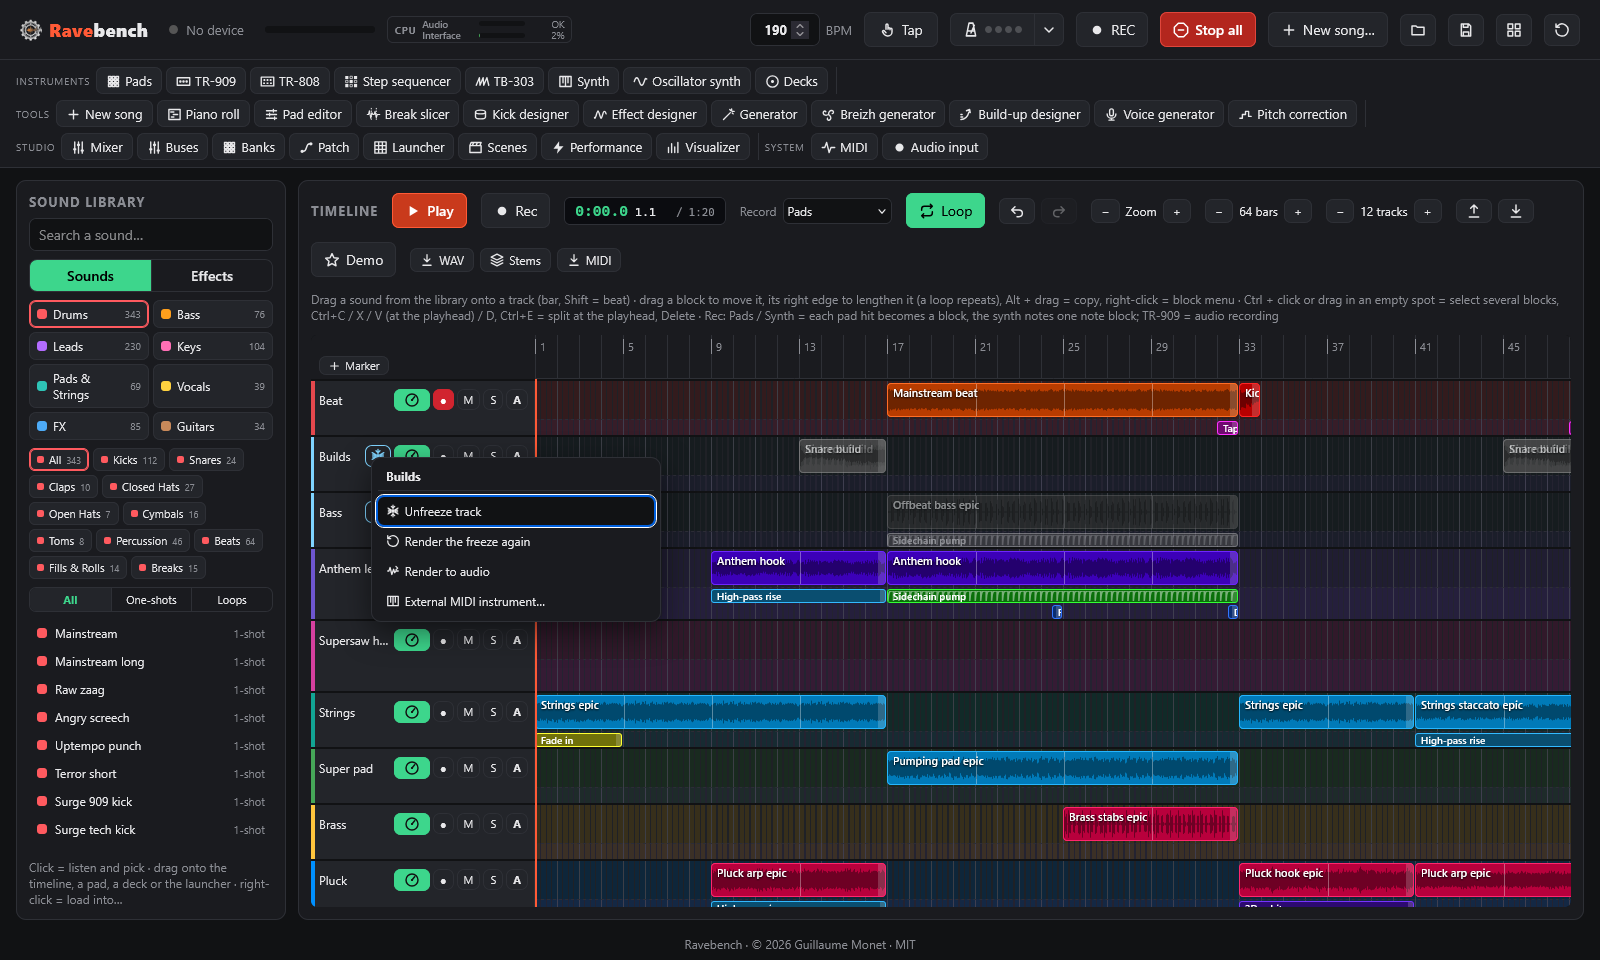 Ravebench No device CPU Audio Interface OK 2% 190 BPM Tap REC Stop all New song...
INSTRUMENTS Pads TR-909 TR-808 Step sequencer TB-303 Synth Oscillator synth Decks
TOOLS New song Piano roll Pad editor Break slicer Kick designer Effect designer Generator Breizh generator Build-up designer Voice generator Pitch correction
STUDIO Mixer Buses Banks Patch Launcher Scenes Performance Visualizer SYSTEM MIDI Audio input
SOUND LIBRARY
Search a sound...
Sounds Effects
Drums 343 Bass 76
Leads 230 Keys 104
Pads & Strings 69 Vocals 39
FX 85 Guitars 34
All 343 Kicks 112 Snares 24
Claps 10 Closed Hats 27
Open Hats 7 Cymbals 16
Toms 8 Percussion 46 Beats 64
Fills & Rolls 14 Breaks 15
All One-shots Loops
Mainstream 1-shot
Mainstream long 1-shot
Raw zaag 1-shot
Angry screech 1-shot
Uptempo punch 1-shot
Terror short 1-shot
Surge 909 kick 1-shot
Surge tech kick 1-shot
Click = listen and pick · drag onto the
timeline, a pad, a deck or the launcher · right-
click = load into...
TIMELINE Play Rec 0:00.0 1.1 / 1:20 Record Pads Loop − Zoom + − 64 bars + − 12 tracks +
Demo WAV Stems MIDI
Drag a sound from the library onto a track (bar, Shift = beat) · drag a block to move it, its right edge to lengthen it (a loop repeats), Alt + drag = copy, right-click = block menu · Ctrl + click or drag in an empty spot = select several blocks,
Ctrl+C / X / V (at the playhead) / D, Ctrl+E = split at the playhead, Delete · Rec: Pads / Synth = each pad hit becomes a block, the synth notes one note block; TR-909 = audio recording
1 5 9 13 17 21 25 29 33 37 41 45
+ Marker
Beat M S A Mainstream beat Kic
Tap
Builds M S A Snare build Snare build
Builds
Unfreeze track
Render the freeze again
Render to audio
External MIDI instrument...
Bass Offbeat bass epic
Sidechain pump
Anthem le Anthem hook Anthem hook
High-pass rise Sidechain pump
Supersaw h... M S A
Strings M S A Strings epic Strings epic Strings staccato epic
Fade in High-pass rise
Super pad M S A Pumping pad epic
Brass M S A Brass stabs epic
Pluck M S A Pluck arp epic Pluck hook epic Pluck arp epic
Ravebench · © 2026 Guillaume Monet · MIT